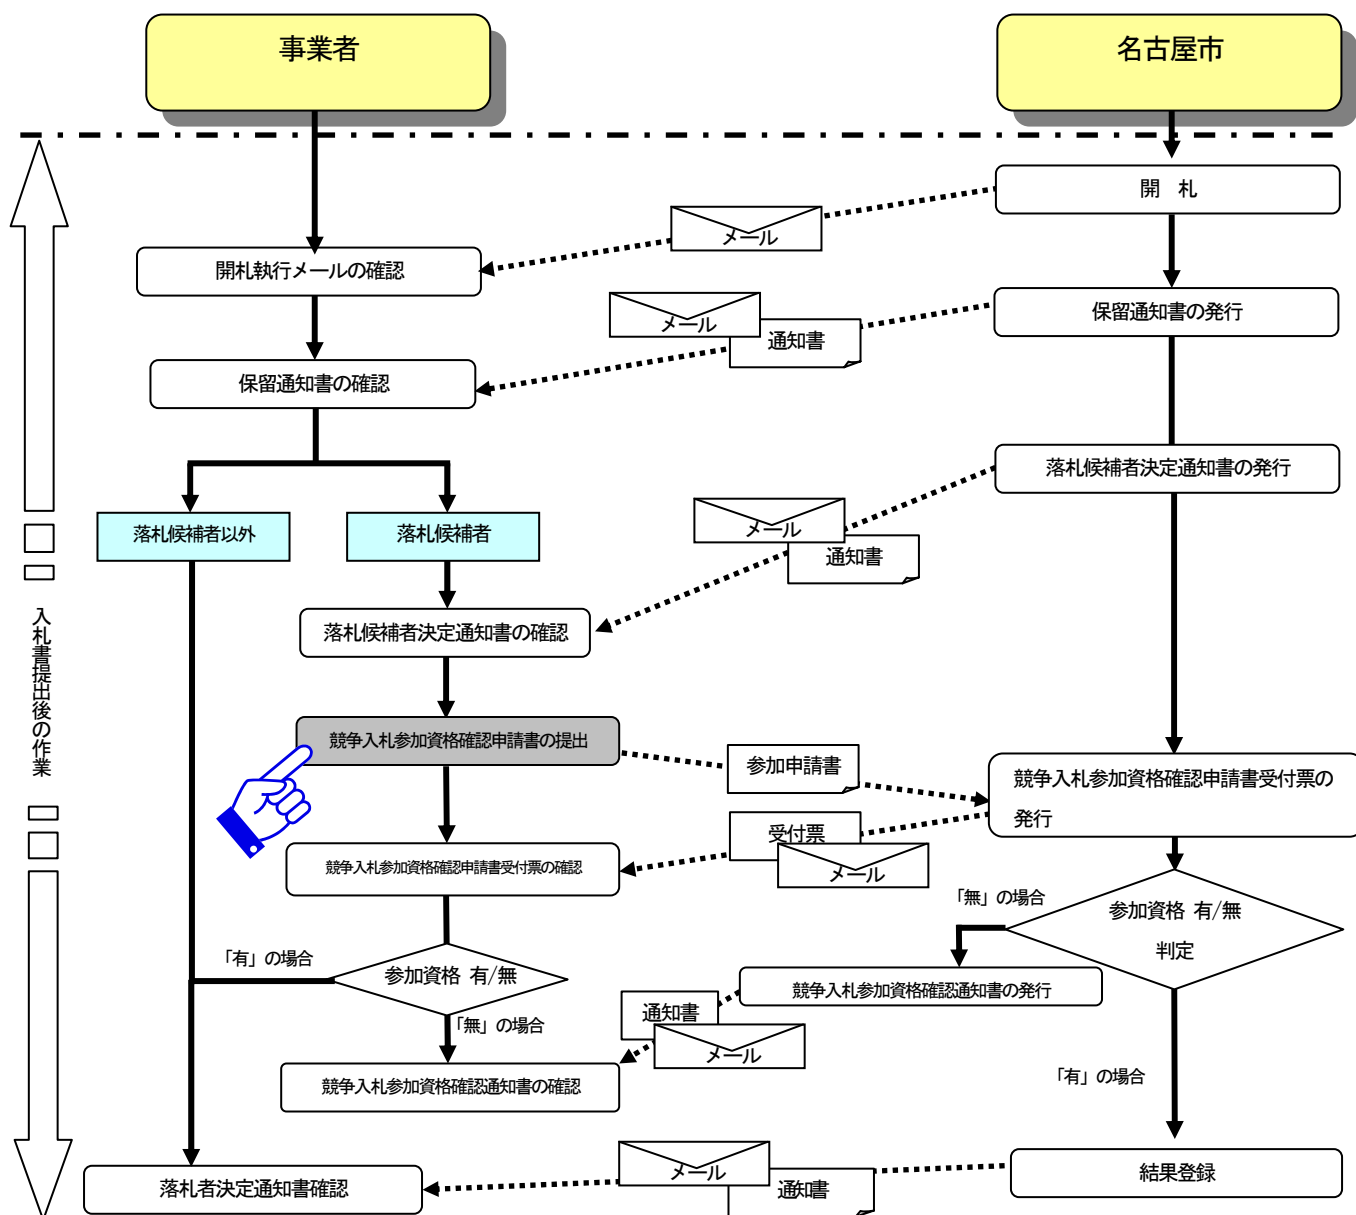 事業者
名古屋市
開 札
メール
開札執行メールの確認
保留通知書の発行
メール
通知書
保留通知書の確認
落札候補者決定通知書の発行
メール
通知書
落札候補者以外
落札候補者
落札候補者決定通知書の確認
入札書提出後の作業
競争入札参加資格確認申請書の提出
参加申請書
競争入札参加資格確認申請書受付票の
発行
受付票
メール
競争入札参加資格確認申請書受付票の確認
「無」の場合
参加資格 有/無
判定
「有」の場合
参加資格 有/無
競争入札参加資格確認通知書の発行
通知書
メール
「無」の場合
競争入札参加資格確認通知書の確認
「有」の場合
結果登録
メール
通知書
落札者決定通知書確認